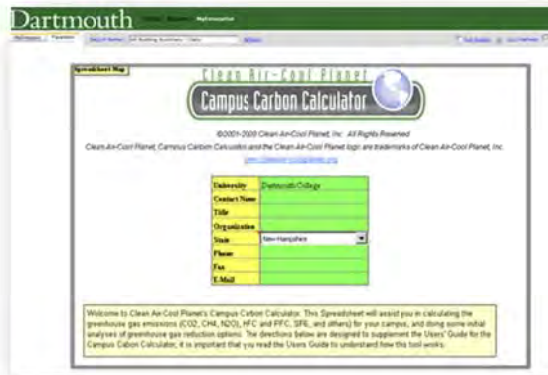 Dartmouth
MyEnterprise
Spreadsheet Map
Clean Air-Cool Planet
Campus Carbon Calculator
©2001-2008 Clean Air-Cool Planet, Inc. All Rights Reserved
Clean Air-Cool Planet, Campus Carbon Calculator and the Clean Air-Cool Planet logo are trademarks of Clean Air-Cool Planet, Inc.
University Dartmouth College
Contact Name
Title
Organization
State New Hampshire
Phone
Fax
E-Mail
Welcome to Clean Air-Cool Planet's Campus Carbon Calculator. This Spreadsheet will assist you in calculating the
greenhouse gas emissions (CO2, CH4, N2O, HFC and PFC, SF6, and others) for your campus, and doing some initial
analyses of greenhouse gas reduction options. The directions below are designed to supplement the Users' Guide for the
Campus Carbon Calculator; it is important that you read the Users Guide to understand how this tool works.